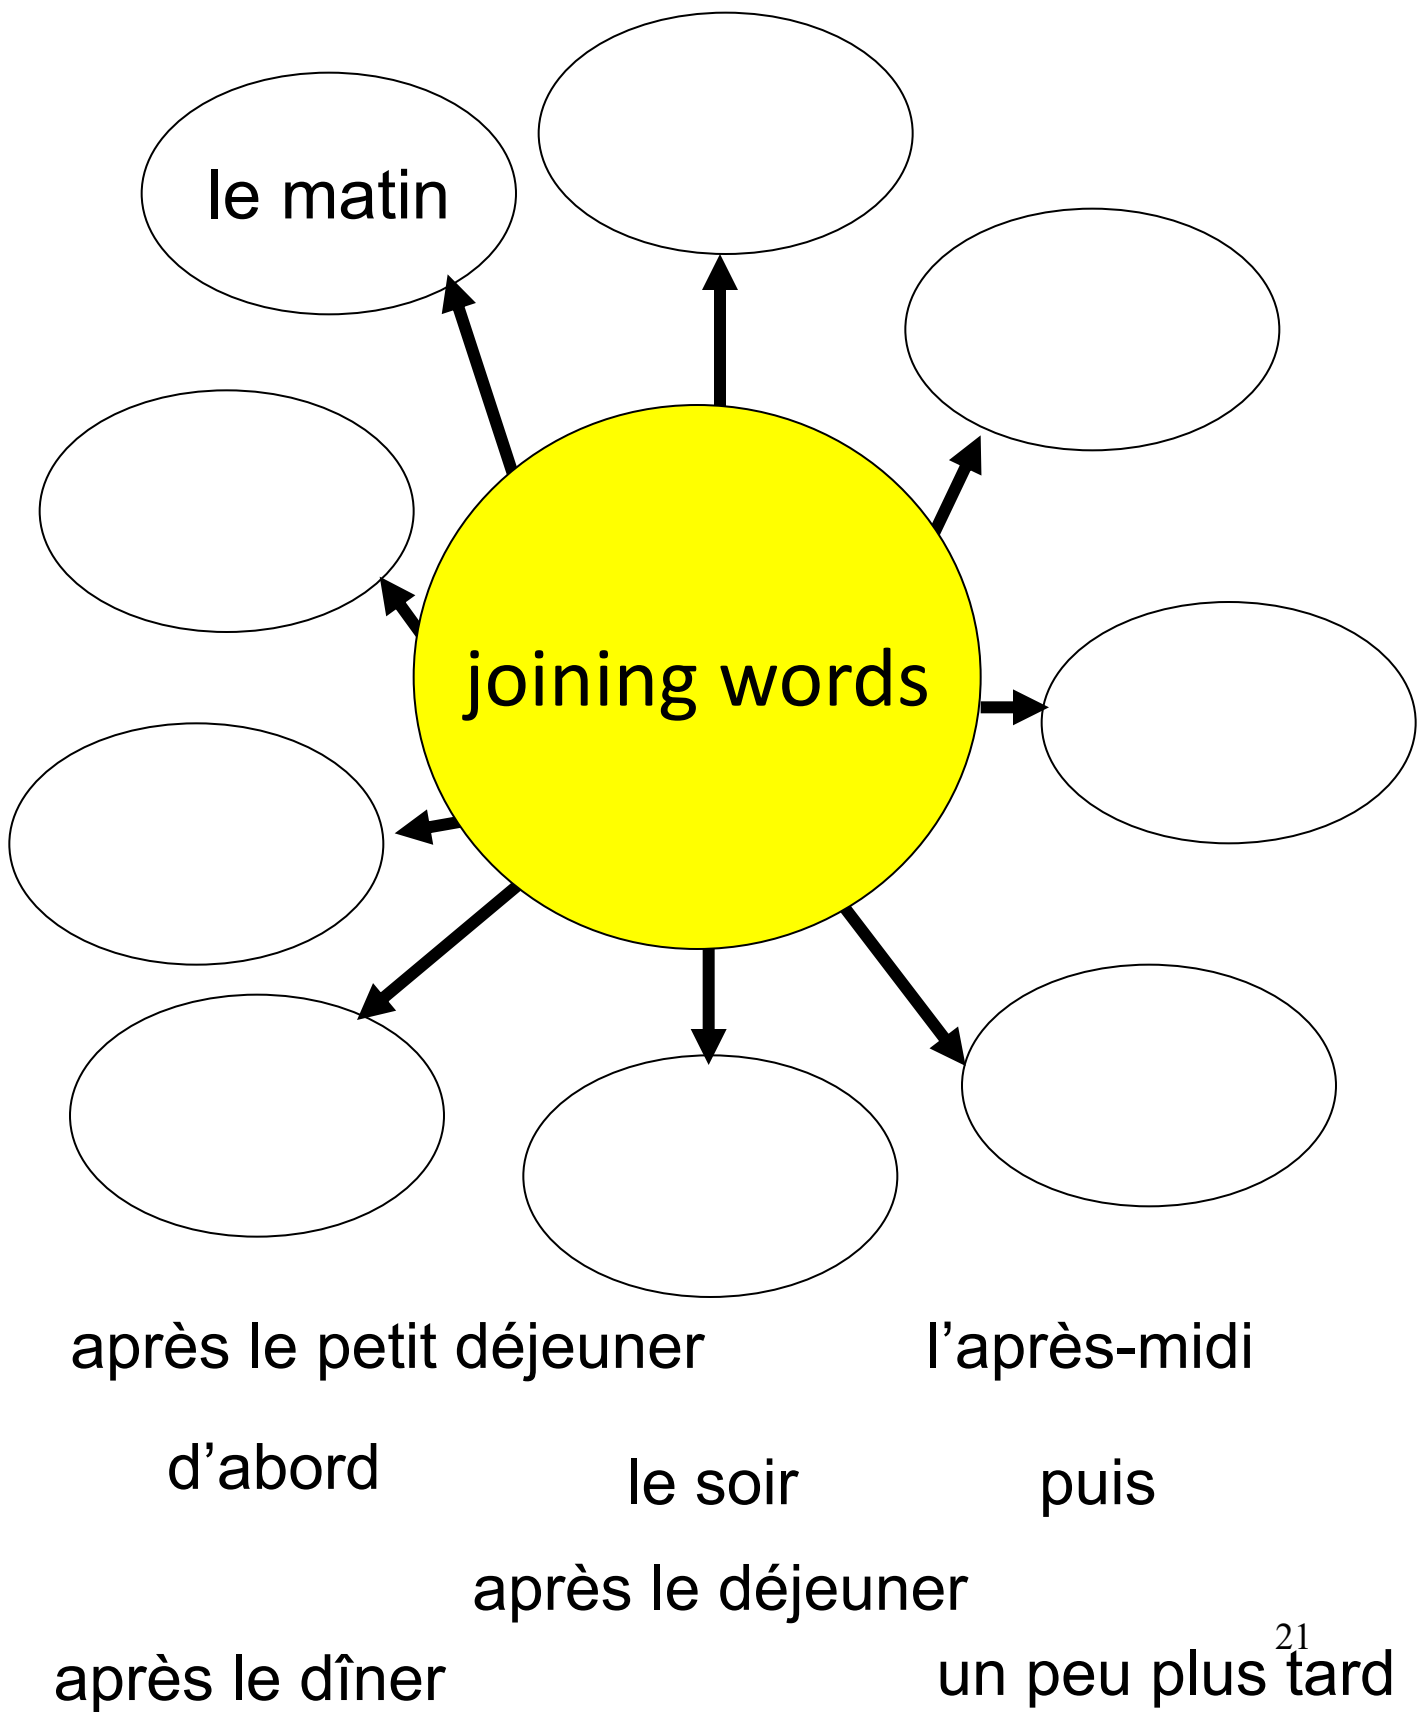 le matin
joining words
après le petit déjeuner
l’après-midi
d’abord
le soir
puis
après le déjeuner
21
après le dîner
un peu plus tard